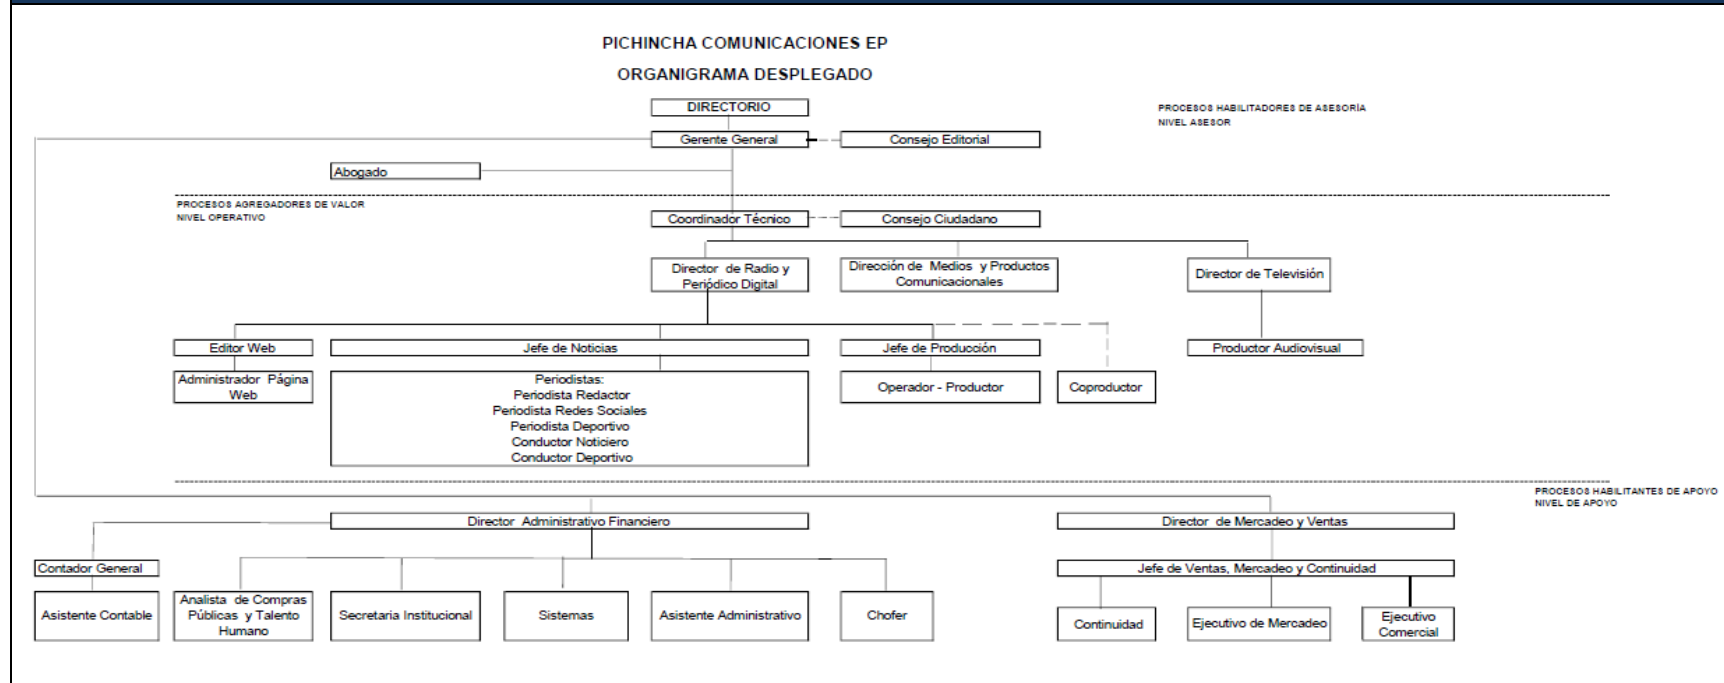 PICHINCHA COMUNICACIONES EP
ORGANIGRAMA DESPLEGADO
DIRECTORIO
PROCESOS HABILITADORES DE ASESORÍA
NIVEL ASESOR
Gerente General
Consejo Editorial
Abogado
PROCESOS AGREGADORES DE VALOR
NIVEL OPERATIVO
Coordinador Técnico
Consejo Ciudadano
Director de Radio y
Periódico Digital
Dirección de Medios y Productos
Comunicacionales
Director de Televisión
Editor Web
Jefe de Noticias
Jefe de Producción
Productor Audiovisual
Administrador Página
Web
Periodistas:
Periodista Redactor
Periodista Redes Sociales
Periodista Deportivo
Conductor Noticiero
Conductor Deportivo
Operador - Productor
Coproductor
PROCESOS HABILITANTES DE APOYO
NIVEL DE APOYO
Director Administrativo Financiero
Director de Mercadeo y Ventas
Contador General
Jefe de Ventas, Mercadeo y Continuidad
Asistente Contable
Analista de Compras
Públicas y Talento
Humano
Secretaria Institucional
Sistemas
Asistente Administrativo
Chofer
Continuidad
Ejecutivo de Mercadeo
Ejecutivo
Comercial